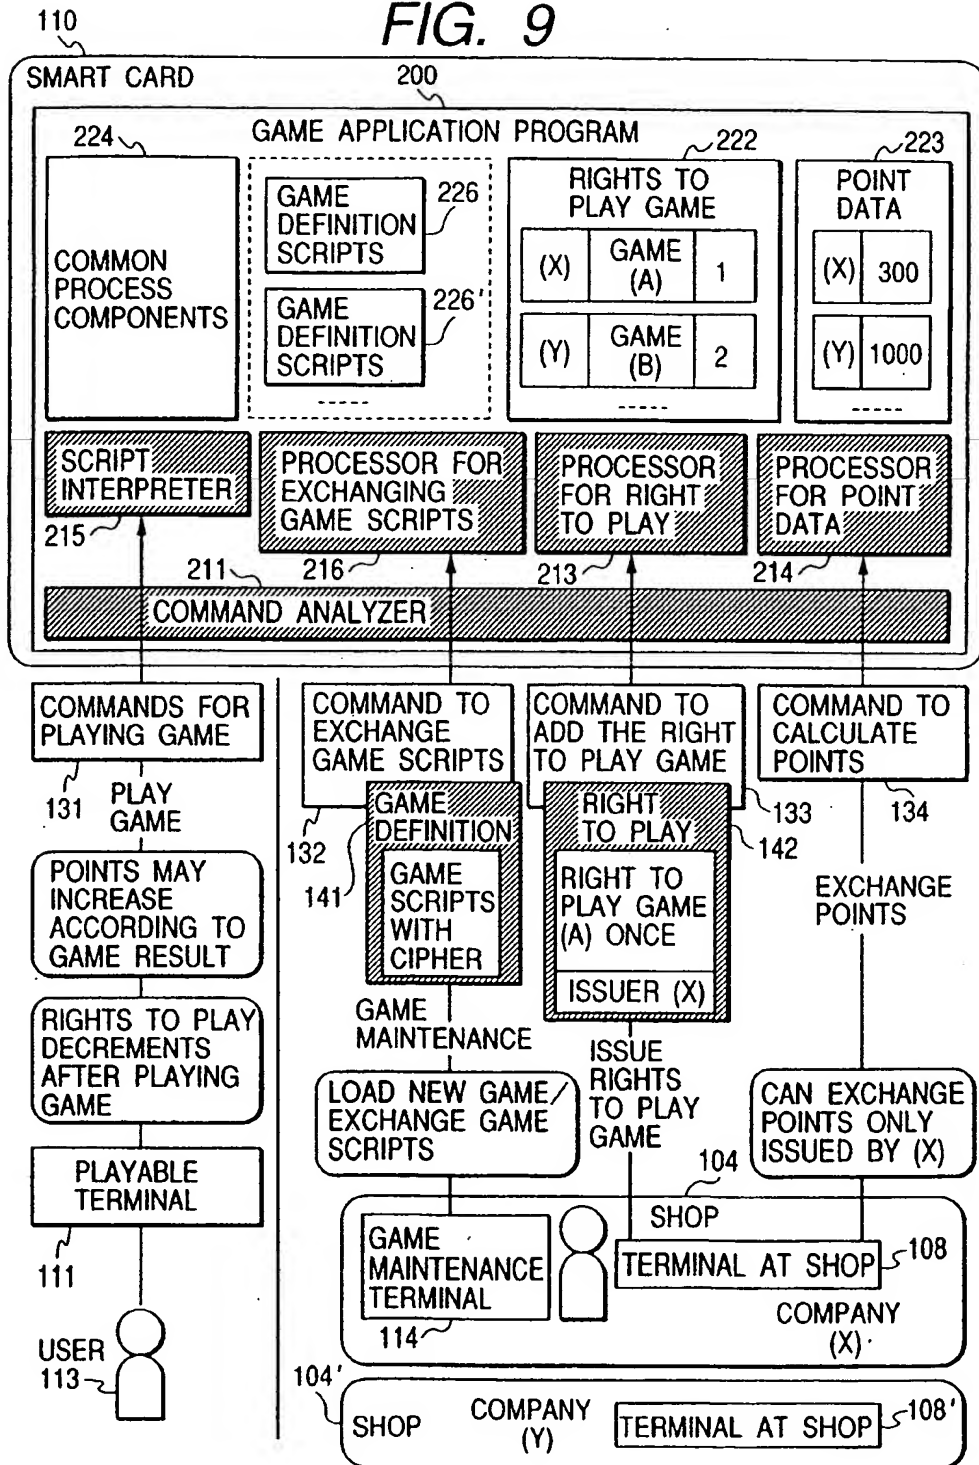 FIG. 9
110
SMART CARD
200
GAME APPLICATION PROGRAM
224
COMMON
PROCESS
COMPONENTS
GAME
DEFINITION
SCRIPTS
226
GAME
DEFINITION
SCRIPTS
226'
......
222
RIGHTS TO
PLAY GAME
(X) GAME (A) 1
(Y) GAME (B) 2
......
223
POINT
DATA
(X) 300
(Y) 1000
......
SCRIPT
INTERPRETER
215
PROCESSOR FOR
EXCHANGING
GAME SCRIPTS
216
PROCESSOR
FOR RIGHT
TO PLAY
213
PROCESSOR
FOR POINT
DATA
214
211
COMMAND ANALYZER
COMMANDS FOR
PLAYING GAME
131
PLAY
GAME
POINTS MAY
INCREASE
ACCORDING TO
GAME RESULT
RIGHTS TO PLAY
DECREMENTS
AFTER PLAYING
GAME
PLAYABLE
TERMINAL
111
USER
113
COMMAND TO
EXCHANGE
GAME SCRIPTS
132
GAME
DEFINITION
141
GAME
SCRIPTS
WITH
CIPHER
GAME
MAINTENANCE
LOAD NEW GAME/
EXCHANGE GAME
SCRIPTS
COMMAND TO
ADD THE RIGHT
TO PLAY GAME
133
RIGHT
TO PLAY
142
RIGHT TO
PLAY GAME
(A) ONCE
ISSUER (X)
ISSUE
RIGHTS
TO PLAY
GAME
COMMAND TO
CALCULATE
POINTS
134
EXCHANGE
POINTS
CAN EXCHANGE
POINTS ONLY
ISSUED BY (X)
104
SHOP
GAME
MAINTENANCE
TERMINAL
114
TERMINAL AT SHOP
108
COMPANY
(X)
104'
SHOP
COMPANY
(Y)
TERMINAL AT SHOP
108'